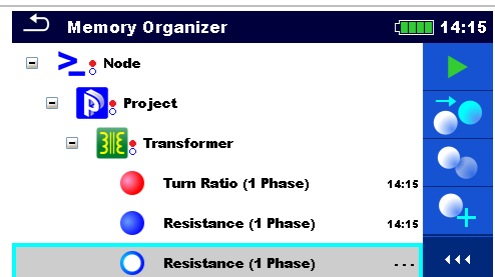 Memory Organizer 14:15
Node
Project
Transformer
Turn Ratio (1 Phase) 14:15
Resistance (1 Phase) 14:15
Resistance (1 Phase) ---